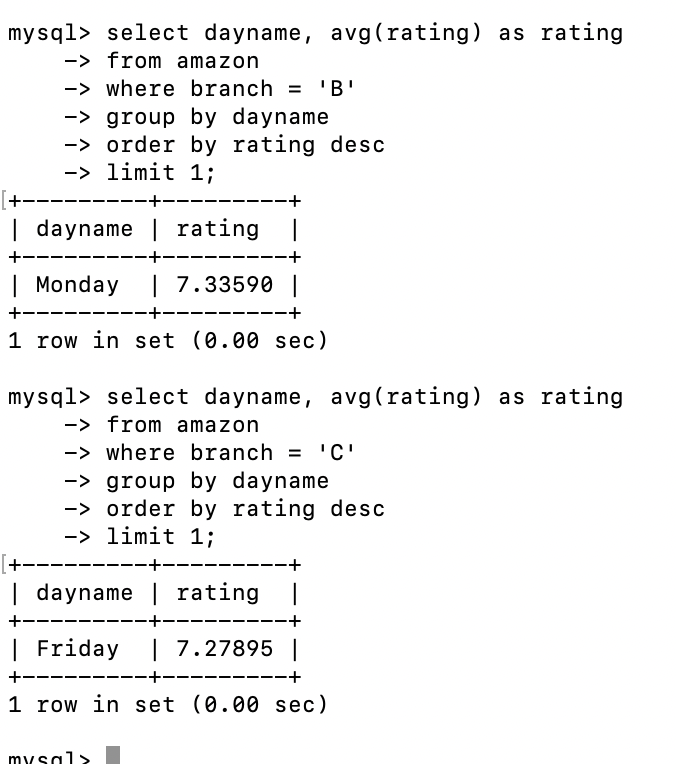 mysql> select dayname, avg(rating) as rating
    -> from amazon
    -> where branch = 'B'
    -> group by dayname
    -> order by rating desc
    -> limit 1;
[+---------+---------+
| dayname | rating  |
+---------+---------+
| Monday  | 7.33590 |
+---------+---------+
1 row in set (0.00 sec)

mysql> select dayname, avg(rating) as rating
    -> from amazon
    -> where branch = 'C'
    -> group by dayname
    -> order by rating desc
    -> limit 1;
[+---------+---------+
| dayname | rating  |
+---------+---------+
| Friday  | 7.27895 |
+---------+---------+
1 row in set (0.00 sec)

mysql>